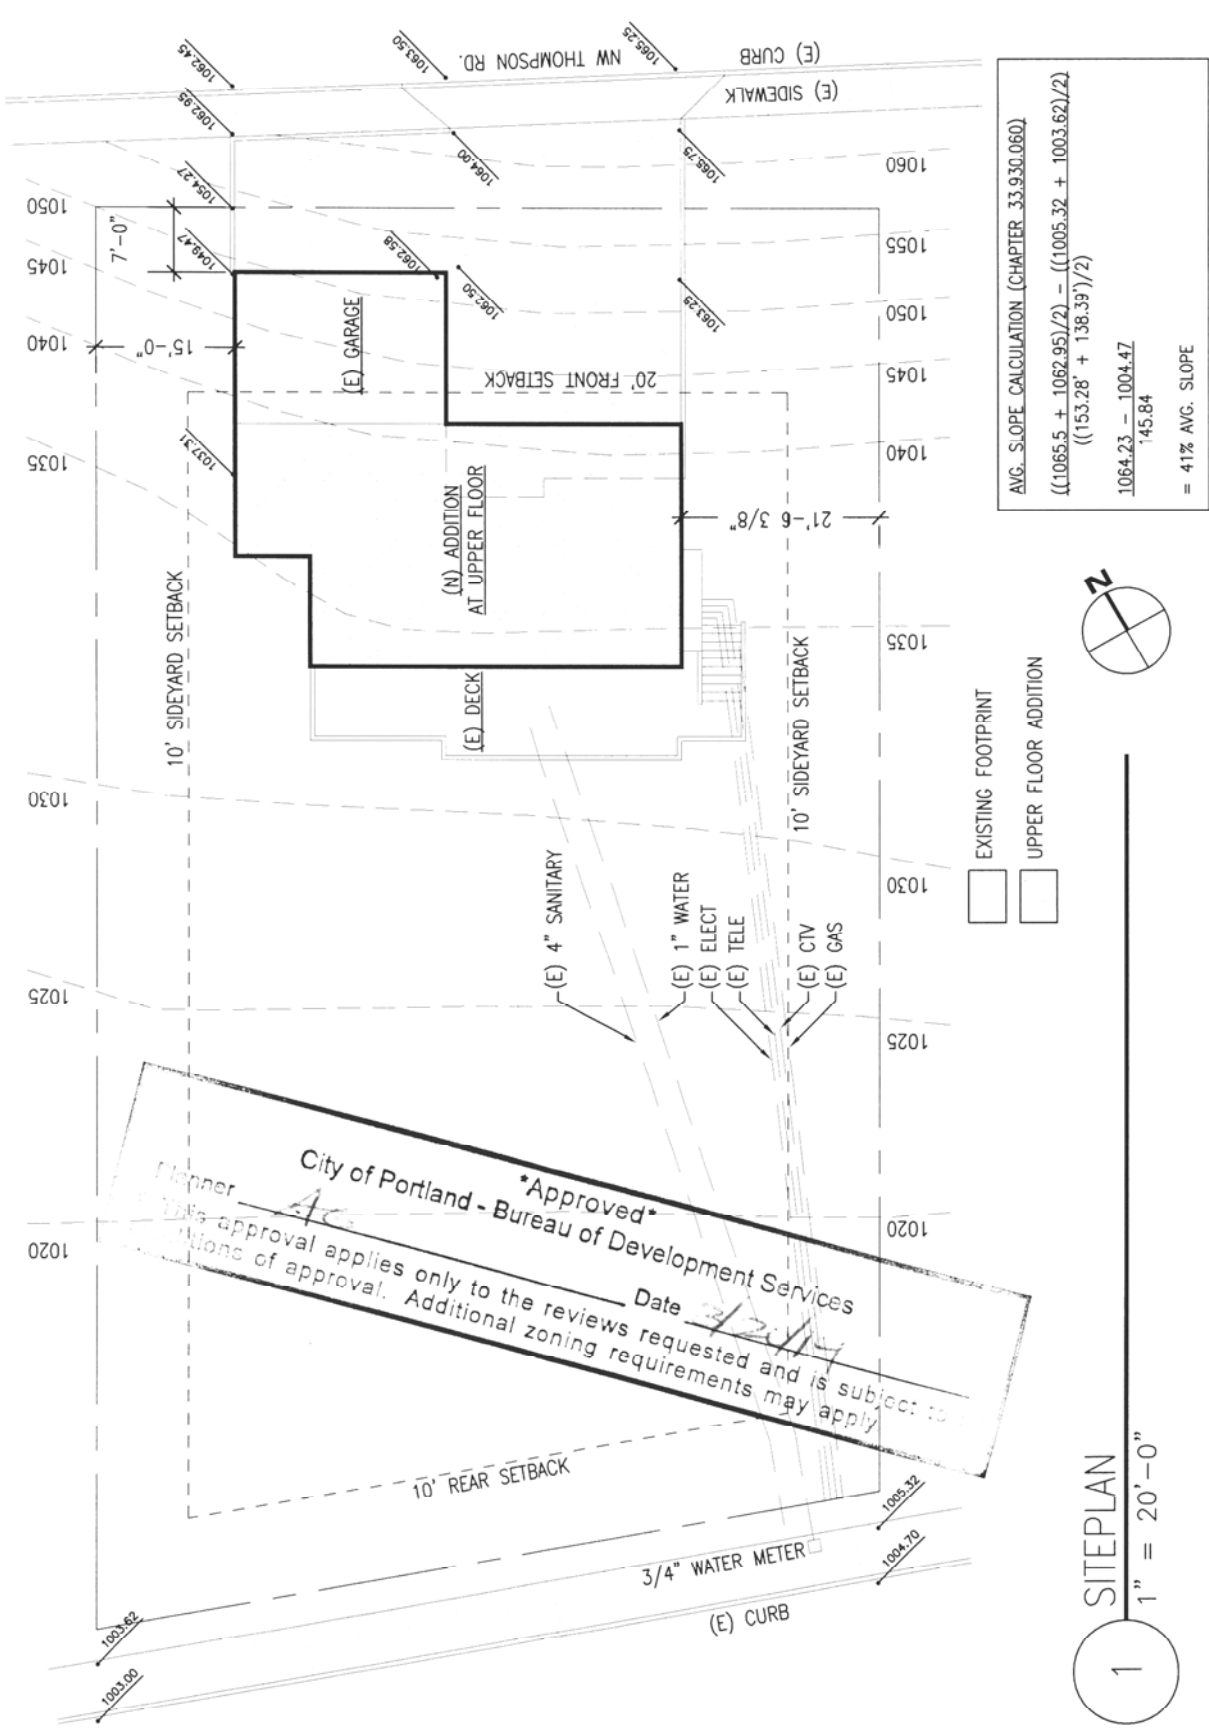 1062.45
1063.50
1065.25
NW THOMPSON RD.
(E) CURB
(E) SIDEWALK
1062.95
1064.00
1065.75
1054.27
1049.47
1062.58
1062.50
1063.29
1037.31
1050
1045
1040
1035
1030
1025
1020
1060
1055
1050
1045
1040
1035
1030
1025
1020
7'-0"
15'-0"
21'-6 3/8"
(E) GARAGE
20' FRONT SETBACK
(N) ADDITION
AT UPPER FLOOR
(E) DECK
10' SIDEYARD SETBACK
10' SIDEYARD SETBACK
(E) 4" SANITARY
(E) 1" WATER
(E) ELECT
(E) TELE
(E) CTV
(E) GAS
*Approved*
City of Portland - Bureau of Development Services
Planner AC Date
This approval applies only to the reviews requested and is subject to
of approval. Additional zoning requirements may apply
10' REAR SETBACK
3/4" WATER METER
(E) CURB
1003.62
1003.00
1005.32
1004.70
AVG. SLOPE CALCULATION (CHAPTER 33.930.060)
((1065.5 + 1062.95)/2) - ((1005.32 + 1003.62)/2)
((153.28' + 138.39')/2)
1064.23 - 1004.47
145.84
= 41% AVG. SLOPE
N
EXISTING FOOTPRINT
UPPER FLOOR ADDITION
1
SITEPLAN
1" = 20'-0"